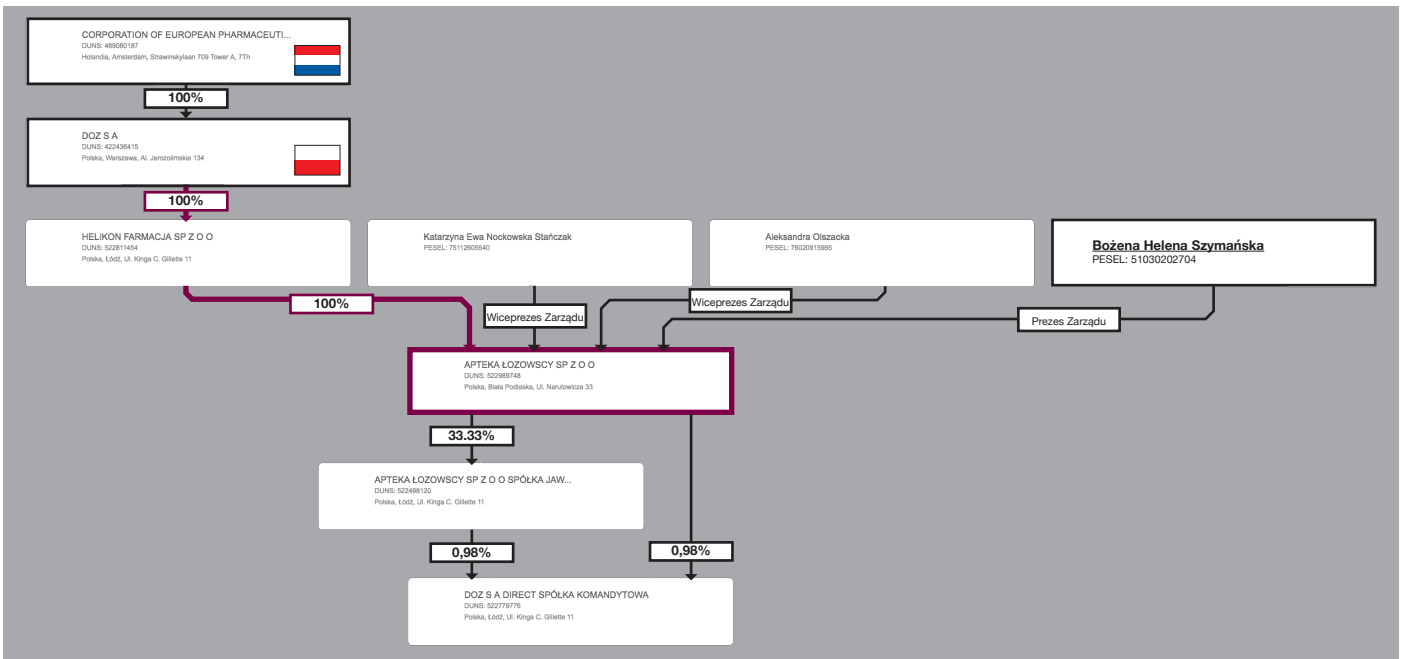 CORPORATION OF EUROPEAN PHARMACEUTI...
DUNS: 489080187
Holandia, Amsterdam, Strawinskylaan 709 Tower A, 7Th
100%
DOZ S A
DUNS: 422436415
Polska, Warszawa, Al. Jerozolimskie 134
100%
HELIKON FARMACJA SP Z O O
DUNS: 522811454
Polska, Łódź, Ul. Kinga C. Gillette 11
Katarzyna Ewa Nockowska Stańczak
PESEL: 75112605540
Aleksandra Olszacka
PESEL: 76020915985
Bożena Helena Szymańska
PESEL: 51030202704
100%
Wiceprezes Zarządu
Wiceprezes Zarządu
Prezes Zarządu
APTEKA ŁOZOWSCY SP Z O O
DUNS: 522989748
Polska, Biała Podlaska, Ul. Narutowicza 33
33.33%
APTEKA ŁOZOWSCY SP Z O O SPÓŁKA JAW...
DUNS: 522498120
Polska, Łódź, Ul. Kinga C. Gillette 11
0,98%
0,98%
DOZ S A DIRECT SPÓŁKA KOMANDYTOWA
DUNS: 522779776
Polska, Łódź, Ul. Kinga C. Gillette 11